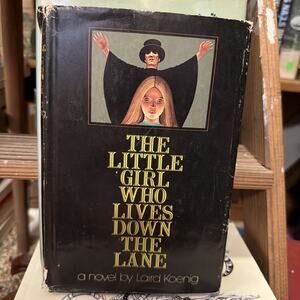 THE
LITTLE
GIRL
WHO
LIVES
DOWN
THE
LANE
a novel by Laird Koenig